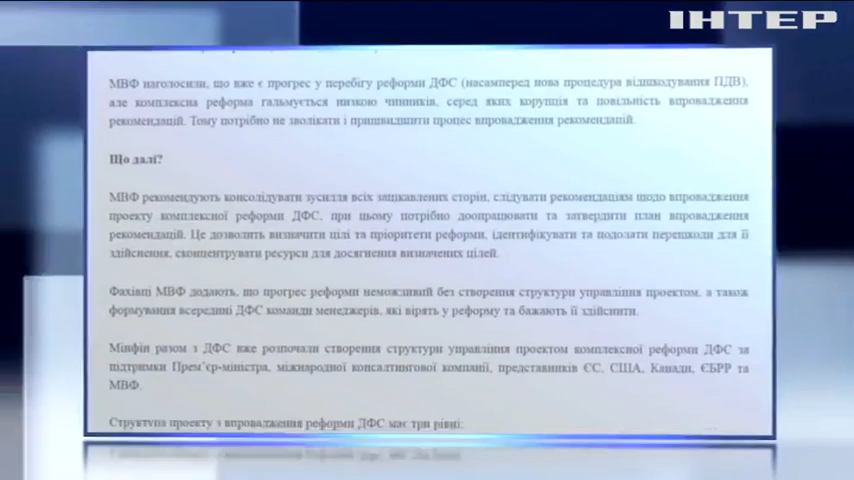 ІНТЕР
МВФ наголосили, що вже є прогрес у перебігу реформи ДФС (насамперед нова процедура відшкодування ПДВ),
але комплексна реформа гальмується низкою чинників, серед яких корупція та повільність впровадження
рекомендацій. Тому потрібно не зволікати і пришвидшити процес впровадження рекомендацій.
Що далі?
МВФ рекомендують консолідувати зусилля всіх зацікавлених сторін, слідувати рекомендаціям щодо впровадження
проекту комплексної реформи ДФС, при цьому потрібно доопрацювати та затвердити план впровадження
рекомендацій. Це дозволить визначити цілі та пріоритети реформи, ідентифікувати та подолати перешкоди для її
здійснення, сконцентрувати ресурси для досягнення визначених цілей.
Фахівці МВФ додають, що прогрес реформи неможливий без створення структури управління проектом, а також
формування всередині ДФС команди менеджерів, які вірять у реформу та бажають її здійснити.
Мінфін разом з ДФС вже розпочали створення структури управління проектом комплексної реформи ДФС за
підтримки Прем’єр-міністра, міжнародної консалтингової компанії, представників ЄС, США, Канади, ЄБРР та
МВФ.
Структура проекту з впровадження реформи ДФС має три рівні: